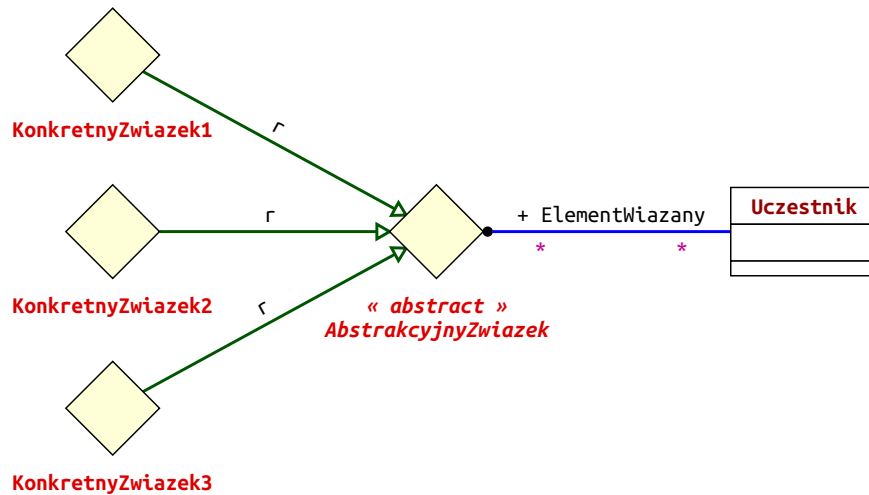 KonkretnyZwiazek1
r
r
+ ElementWiazany
Uczestnik
*
*
KonkretnyZwiazek2
r
« abstract »
AbstrakcyjnyZwiazek
KonkretnyZwiazek3